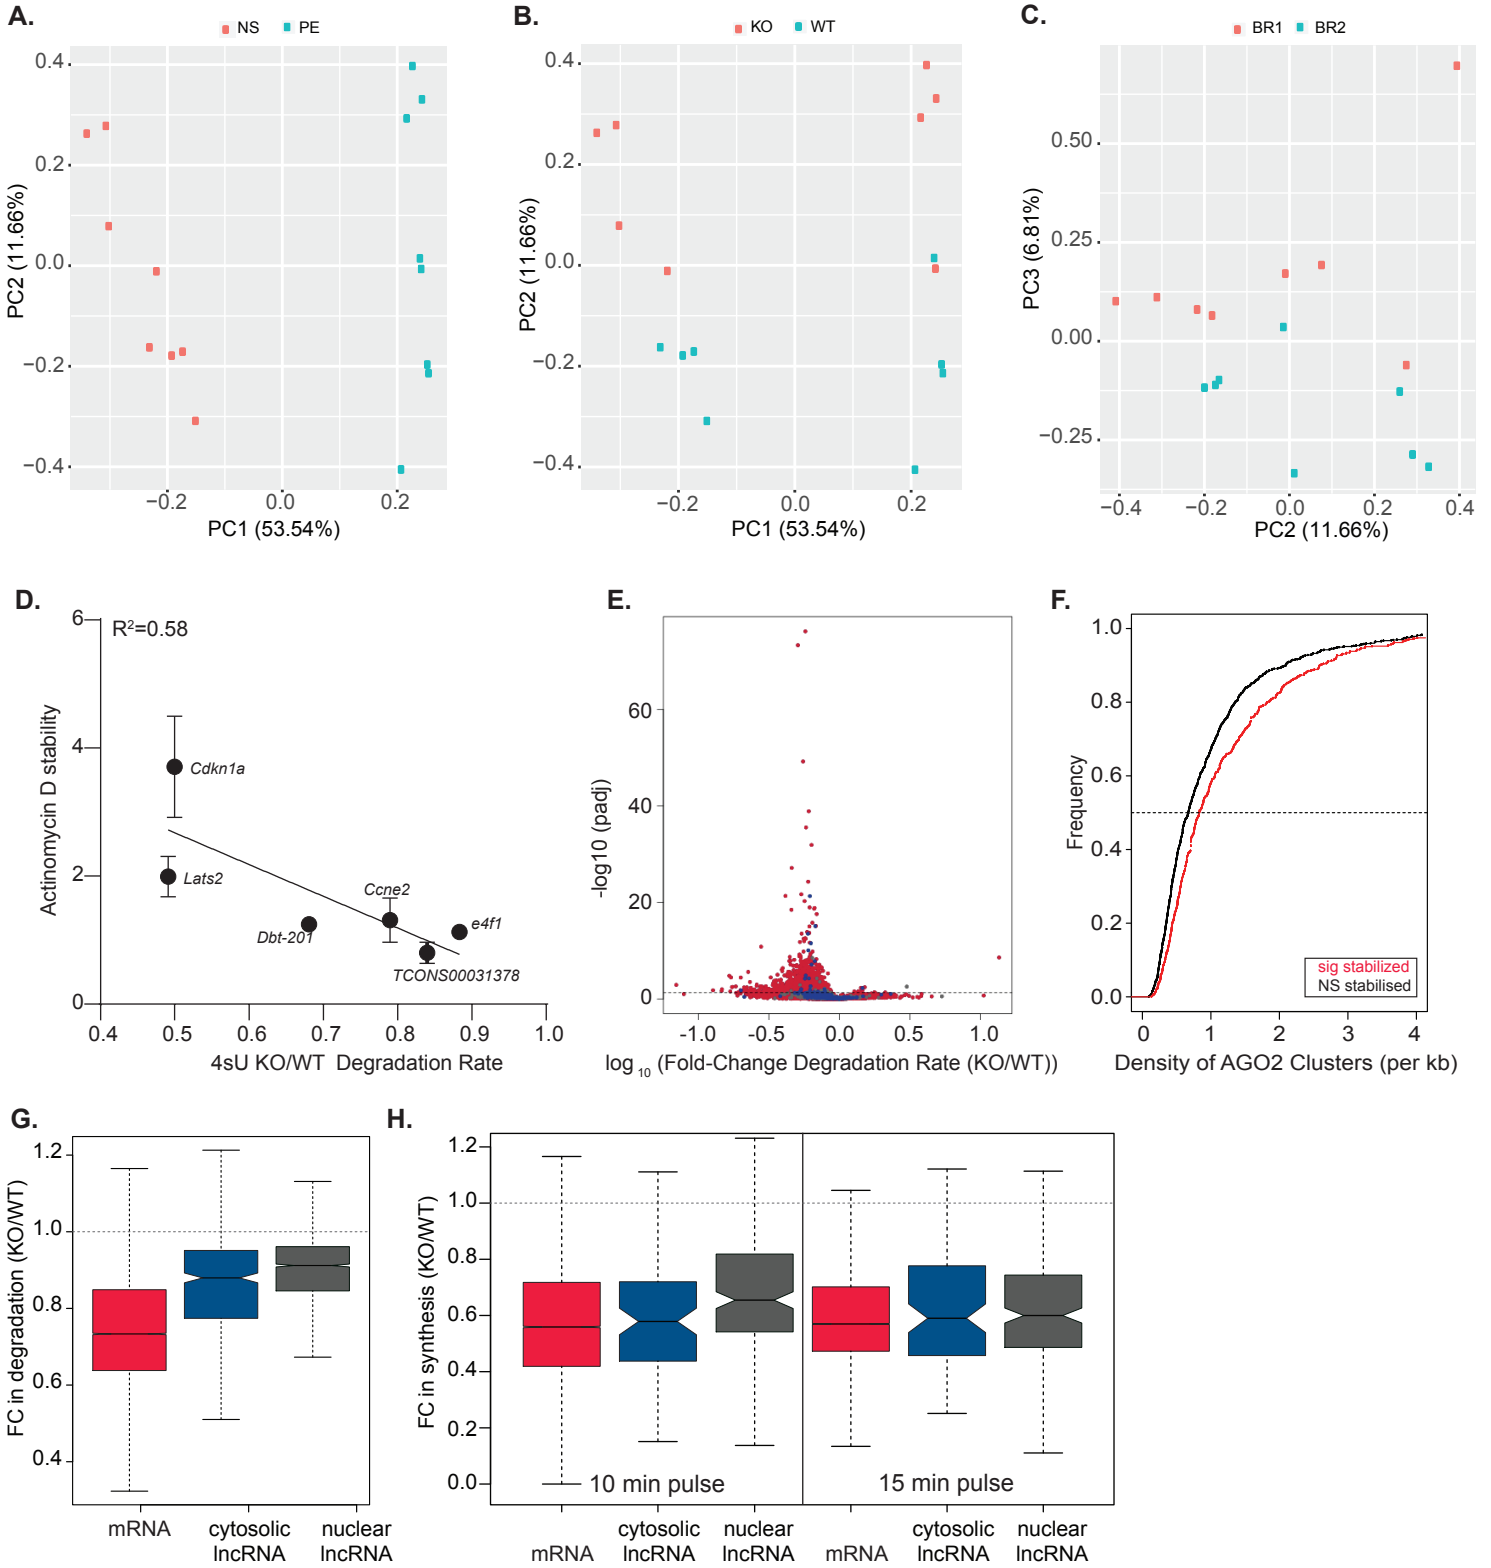 A.
NS PE
0.4
0.2
0.0
−0.2
−0.4
PC2 (11.66%)
−0.2 0.0 0.2
PC1 (53.54%)
B.
KO WT
0.4
0.2
0.0
−0.2
−0.4
PC2 (11.66%)
−0.2 0.0 0.2
PC1 (53.54%)
C.
BR1 BR2
0.50
0.25
0.00
−0.25
PC3 (6.81%)
−0.4 −0.2 0.0 0.2 0.4
PC2 (11.66%)
D.
R²=0.58
6
4
2
0
Actinomycin D stability
Cdkn1a
Lats2
Dbt-201
Ccne2
e4f1
TCONS00031378
0.4 0.5 0.6 0.7 0.8 0.9 1.0
4sU KO/WT Degradation Rate
E.
60
40
20
0
-log10 (padj)
-1.0 -0.5 0.0 0.5 1.0
log ₁₀ (Fold-Change Degradation Rate (KO/WT))
F.
1.0
0.8
0.6
0.4
0.2
0.0
Frequency
sig stabilized
NS stabilised
0 1 2 3 4
Density of AGO2 Clusters (per kb)
G.
1.2
1.0
0.8
0.6
0.4
FC in degradation (KO/WT)
mRNA
cytosolic
lncRNA
nuclear
lncRNA
H.
1.2
1.0
0.8
0.6
0.4
0.2
0.0
FC in synthesis (KO/WT)
10 min pulse
15 min pulse
mRNA
cytosolic
lncRNA
nuclear
lncRNA
mRNA
cytosolic
lncRNA
nuclear
lncRNA